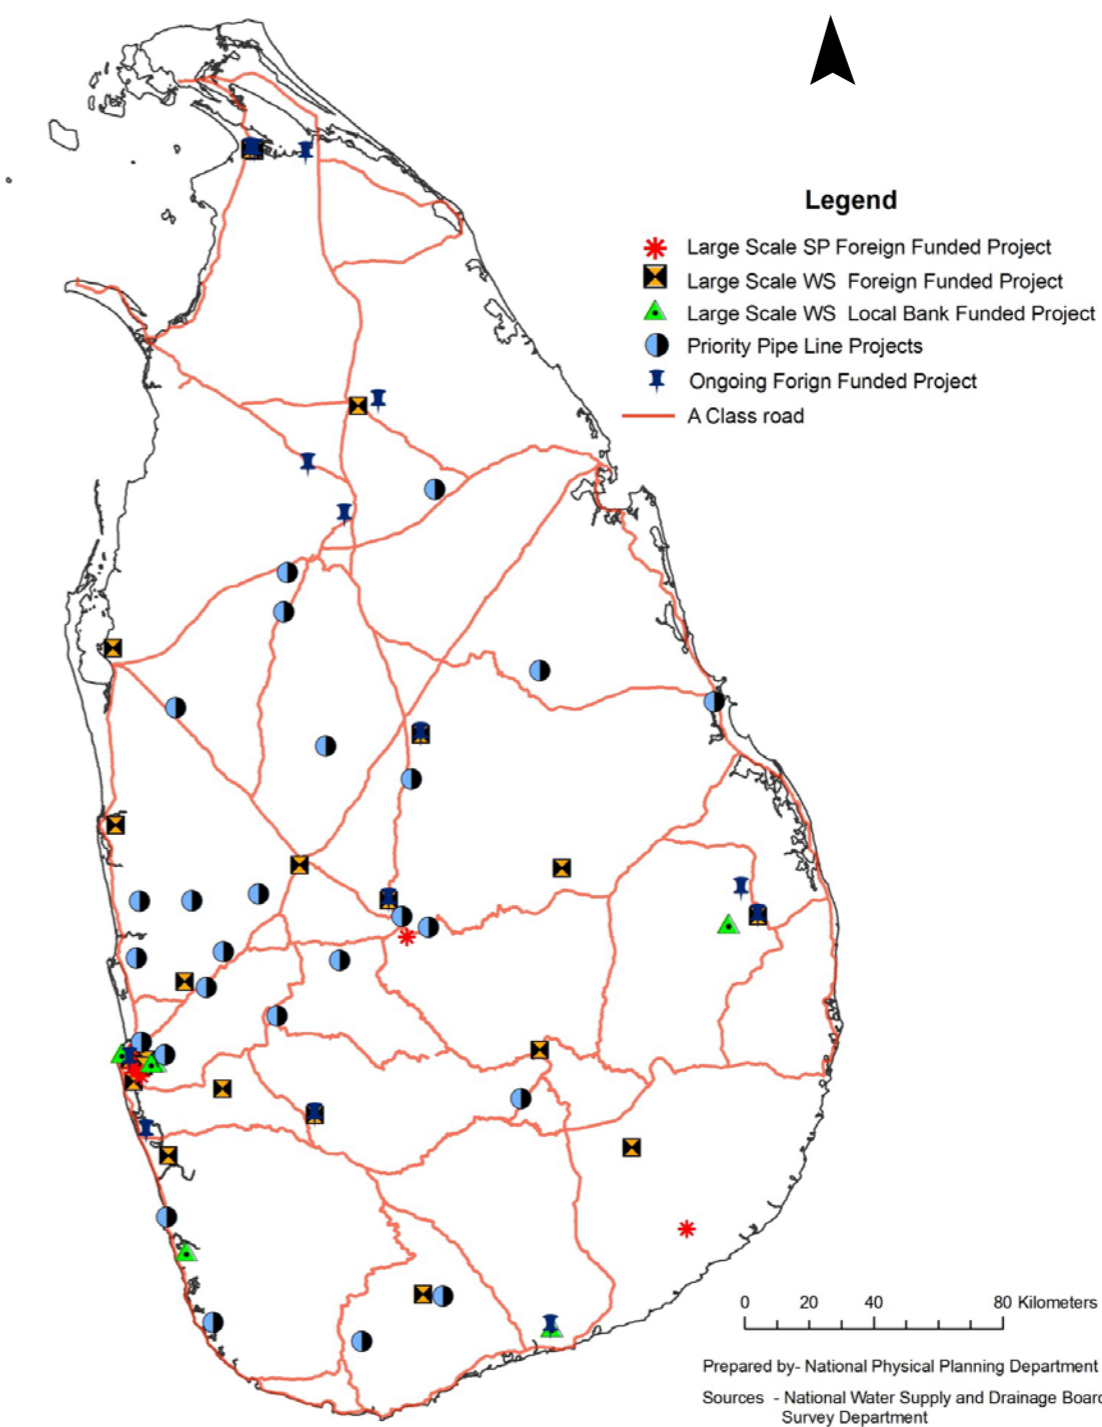 Legend
Large Scale SP Foreign Funded Project
Large Scale WS Foreign Funded Project
Large Scale WS Local Bank Funded Project
Priority Pipe Line Projects
Ongoing Forign Funded Project
A Class road
0 20 40 80 Kilometers
Prepared by- National Physical Planning Department
Sources - National Water Supply and Drainage Board
Survey Department